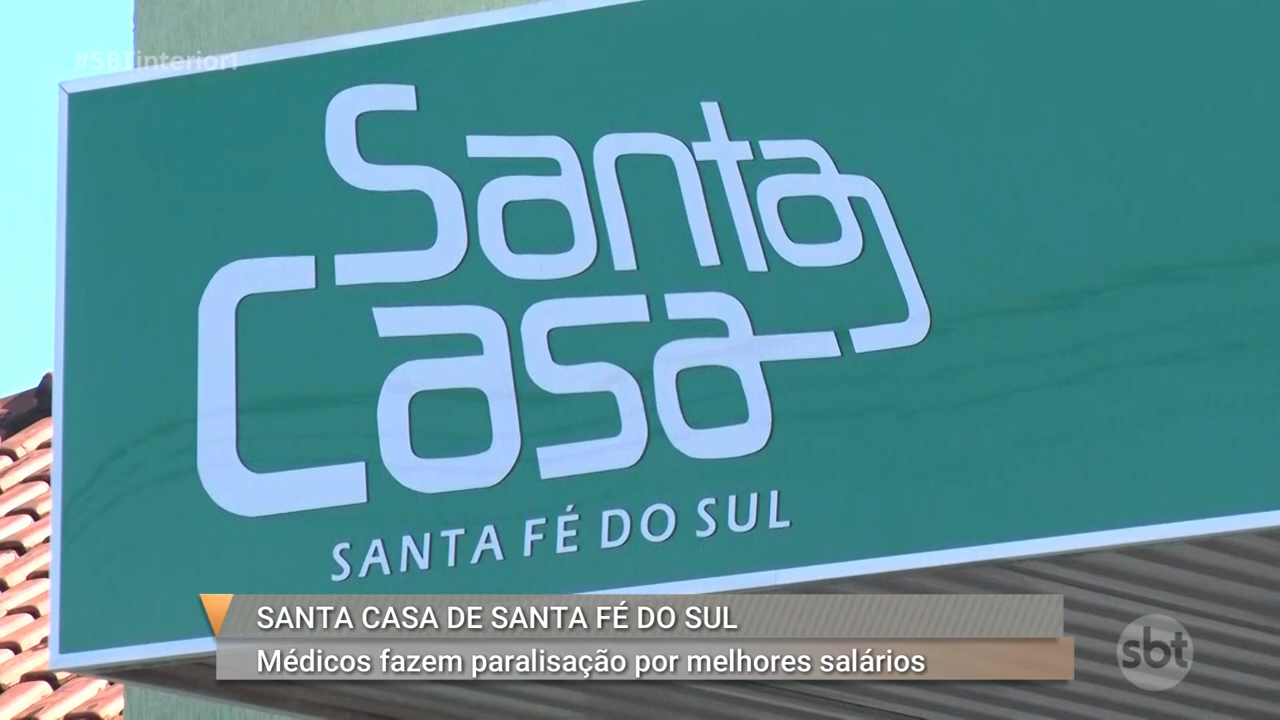 #SBTinterior1
Santa
Casa
SANTA FÉ DO SUL
SANTA CASA DE SANTA FÉ DO SUL
Médicos fazem paralisação por melhores salários
sbt